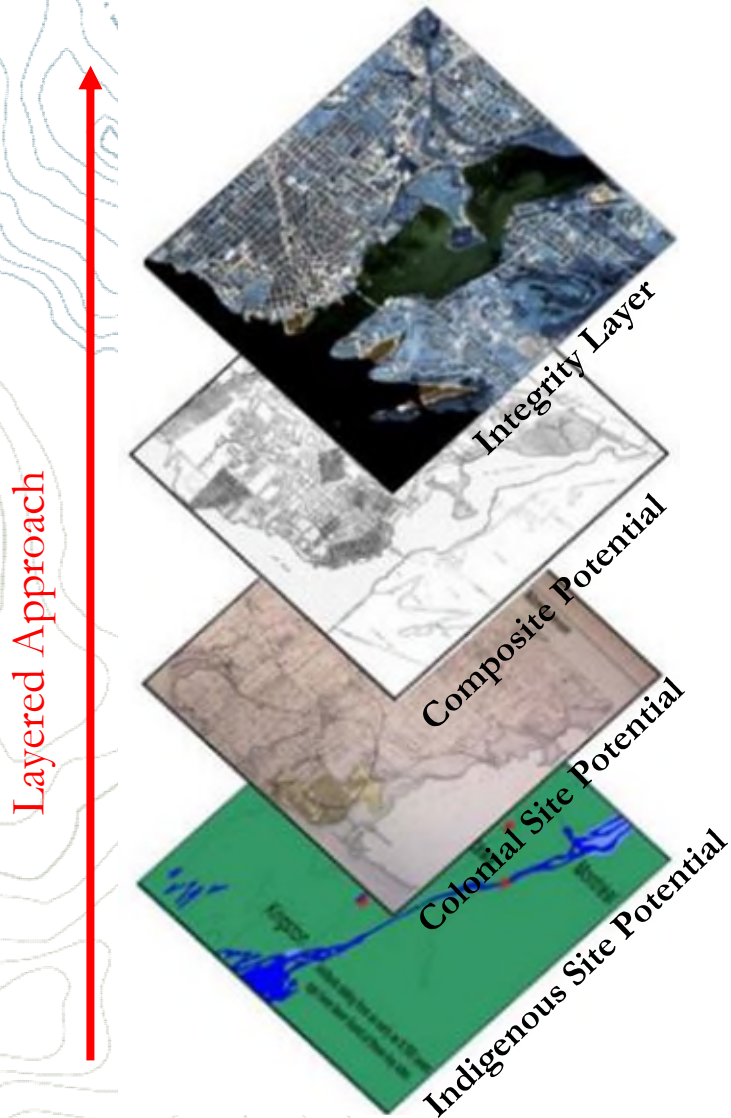 Layered Approach
Integrity Layer
Composite Potential
Colonial Site Potential
Indigenous Site Potential
Kingston
Montreal